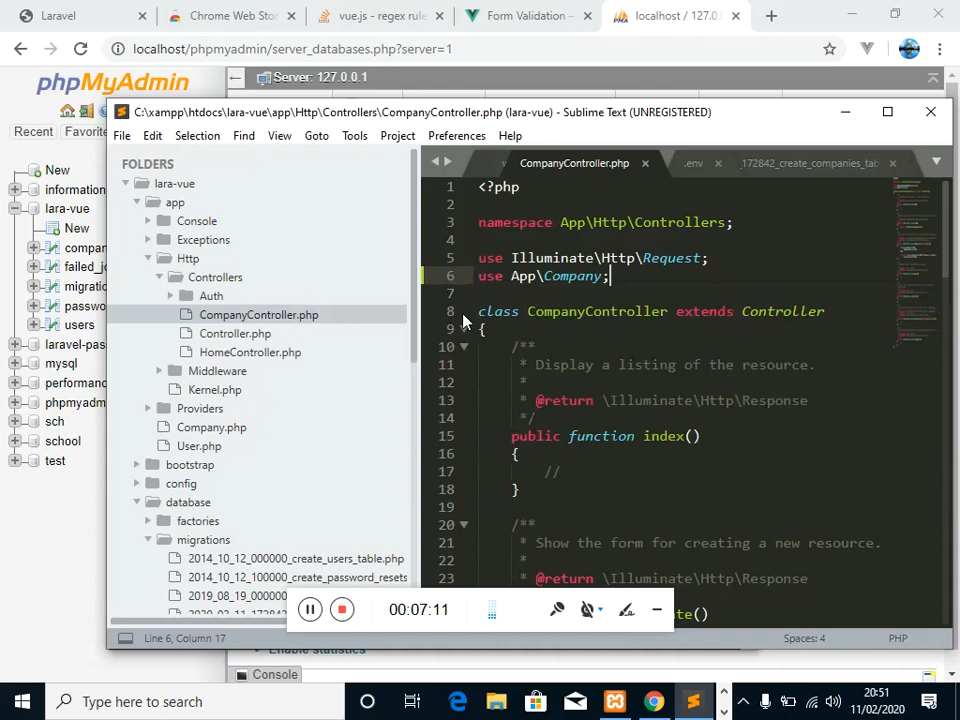 Laravel
Chrome Web Sto
vue.js - regex rule
Form Validation –
localhost / 127.0.
localhost/phpmyadmin/server_databases.php?server=1
phpMyAdmin
Server: 127.0.0.1
Recent
Favorite
New
information
lara-vue
New
compan
failed_jo
migratio
passwo
users
laravel-pass
mysql
performanc
phpmyadm
sch
school
test
C:\xampp\htdocs\lara-vue\app\Http\Controllers\CompanyController.php (lara-vue) - Sublime Text (UNREGISTERED)
File Edit Selection Find View Goto Tools Project Preferences Help
FOLDERS
lara-vue
app
Console
Exceptions
Http
Controllers
Auth
CompanyController.php
Controller.php
HomeController.php
Middleware
Kernel.php
Providers
Company.php
User.php
bootstrap
config
database
factories
migrations
2014_10_12_000000_create_users_table.php
2014_10_12_100000_create_password_resets
CompanyController.php
.env
172842_create_companies_tab
1 <?php
2
3 namespace App\Http\Controllers;
4
5 use Illuminate\Http\Request;
6 use App\Company;
7
8 class CompanyController extends Controller
9 {
10 /**
11 * Display a listing of the resource.
12 *
13 * @return \Illuminate\Http\Response
14 */
15 public function index()
16 {
17 //
18 }
19
20 /**
21 * Show the form for creating a new resource.
22 *
23 * @return \Illuminate\Http\Response
00:07:11
Line 6, Column 17
Spaces: 4
PHP
Enable statistics
Console
Type here to search
20:51
11/02/2020